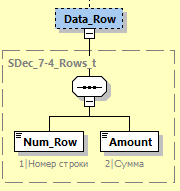 Data_Row
SDec_7-4_Rows_t
Num_Row
Amount
1|Номер строки
2|Сумма